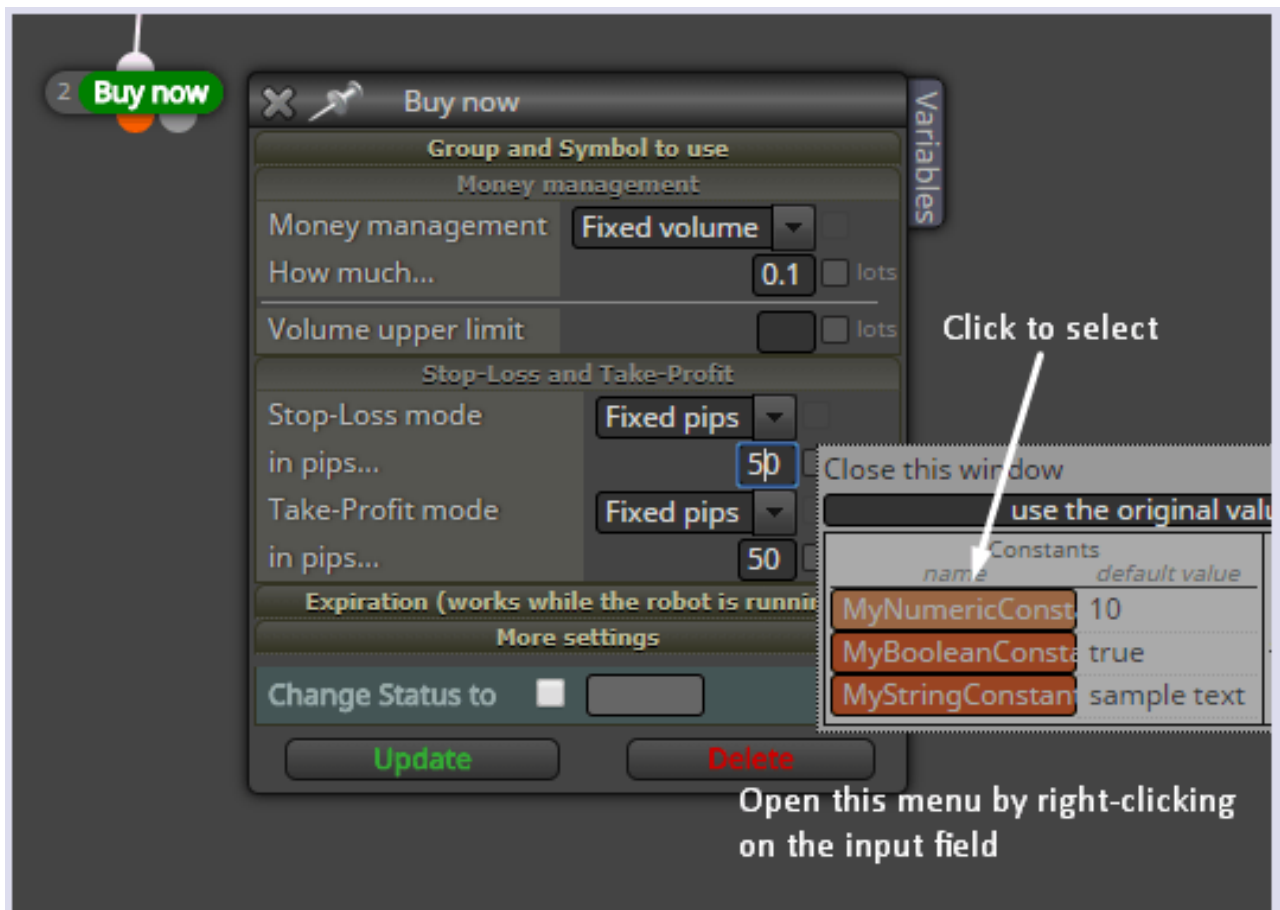 2 Buy now
Buy now
Variables
Group and Symbol to use
Money management
Money management Fixed volume
How much... 0.1 lots
Volume upper limit lots
Click to select
Stop-Loss and Take-Profit
Stop-Loss mode Fixed pips
in pips... 50
Close this window
Take-Profit mode Fixed pips
use the original valu
in pips... 50
Constants
name default value
Expiration (works while the robot is runnin
MyNumericConst 10
More settings
MyBooleanConsta true
Change Status to
MyStringConstan sample text
Update Delete
Open this menu by right-clicking
on the input field